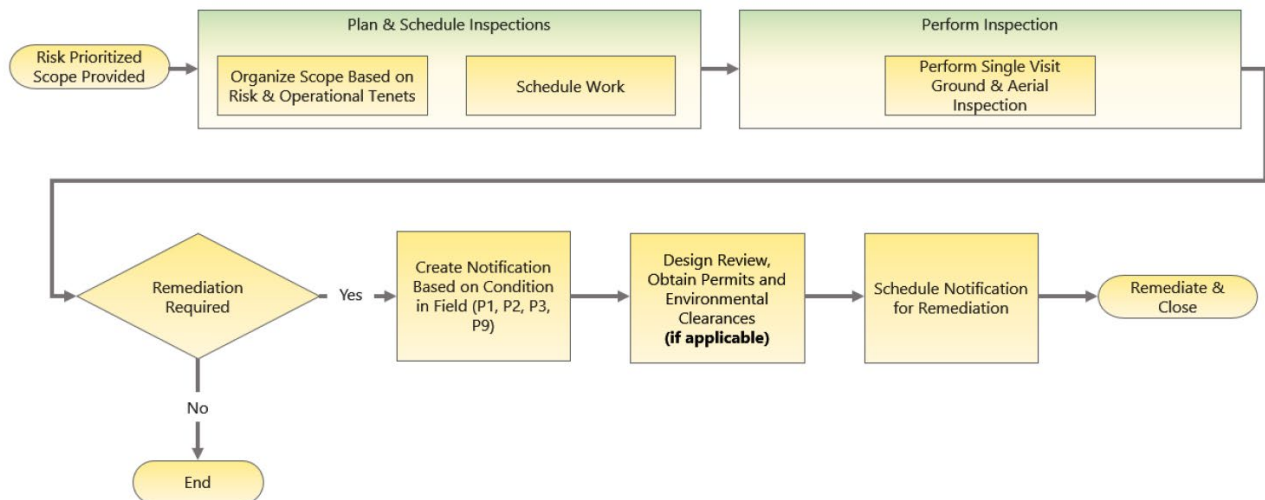 Plan & Schedule Inspections
Perform Inspection
Risk Prioritized
Scope Provided
Organize Scope Based on
Risk & Operational Tenets
Schedule Work
Perform Single Visit
Ground & Aerial
Inspection
Remediation
Required
Yes
Create Notification
Based on Condition
in Field (P1, P2, P3,
P9)
Design Review,
Obtain Permits and
Environmental
Clearances
(if applicable)
Schedule Notification
for Remediation
Remediate &
Close
No
End